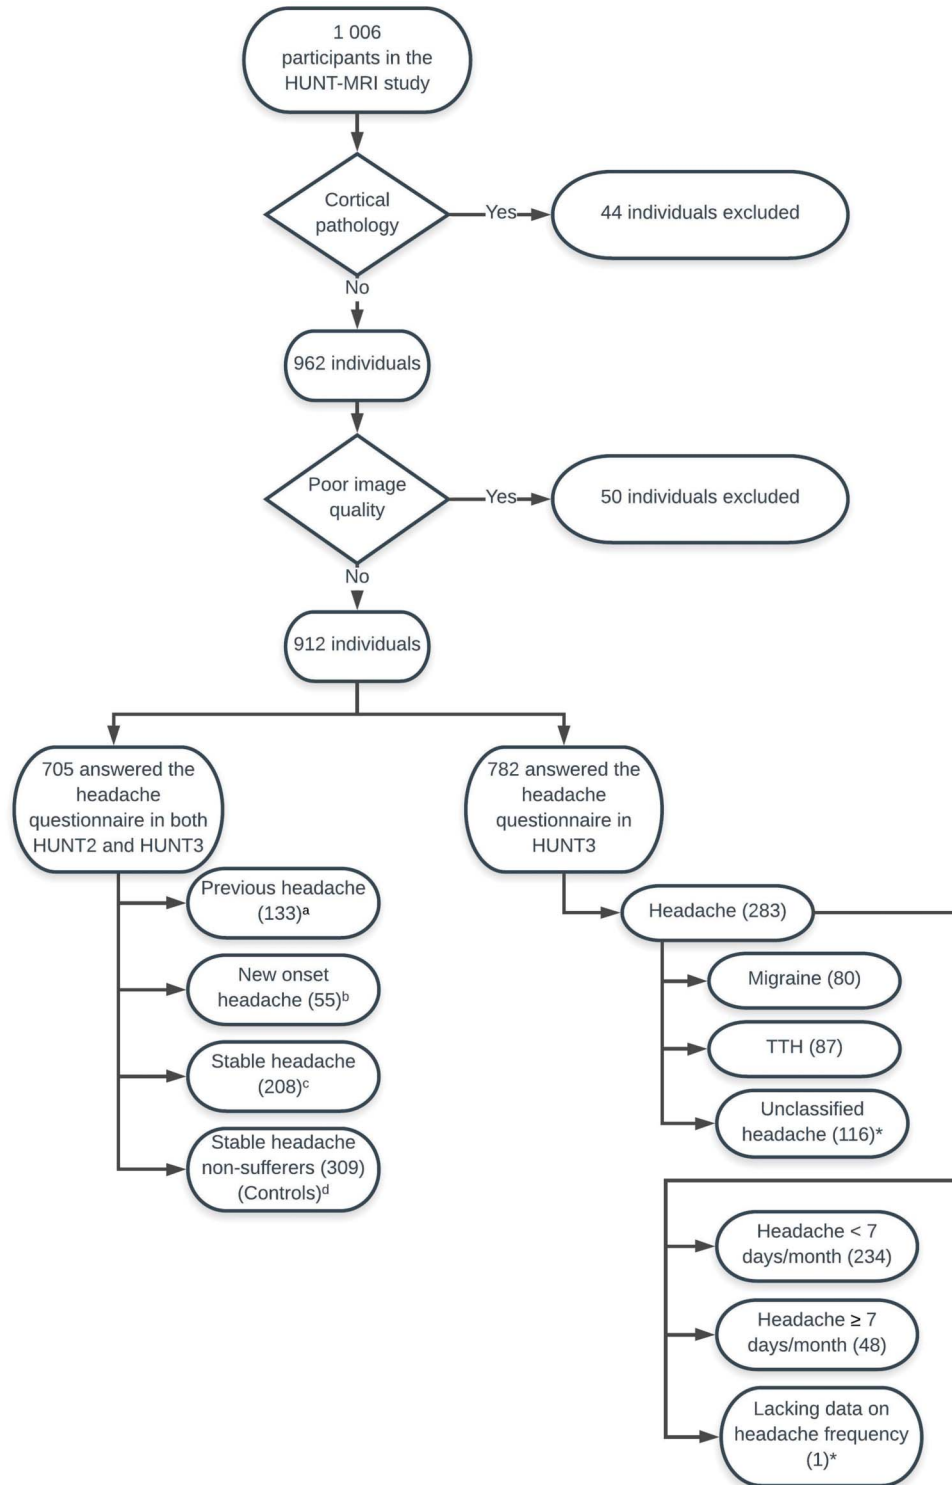 1 006
participants in the
HUNT-MRI study
Cortical
pathology
Yes
44 individuals excluded
No
962 individuals
Poor image
quality
Yes
50 individuals excluded
No
912 individuals
705 answered the
headache
questionnaire in both
HUNT2 and HUNT3
Previous headache
(133)ᵃ
New onset
headache (55)ᵇ
Stable headache
(208)ᶜ
Stable headache
non-sufferers (309)
(Controls)ᵈ
782 answered the
headache
questionnaire in
HUNT3
Headache (283)
Migraine (80)
TTH (87)
Unclassified
headache (116)*
Headache < 7
days/month (234)
Headache ≥ 7
days/month (48)
Lacking data on
headache frequency
(1)*